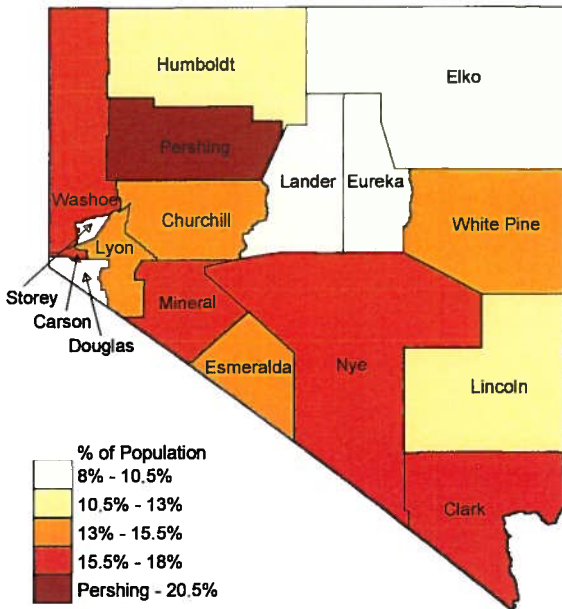 Humboldt
Elko
Pershing
Lander
Eureka
Washoe
Churchill
White Pine
Lyon
Storey
Carson
Douglas
Mineral
Esmeralda
Nye
Lincoln
Clark
% of Population
8% - 10.5%
10.5% - 13%
13% - 15.5%
15.5% - 18%
Pershing - 20.5%